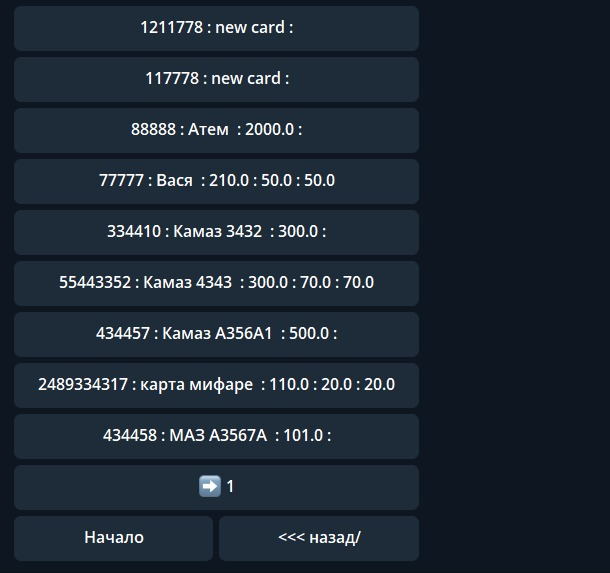 1211778 : new card :
117778 : new card :
88888 : Атем : 2000.0 :
77777 : Вася : 210.0 : 50.0 : 50.0
334410 : Камаз 3432 : 300.0 :
55443352 : Камаз 4343 : 300.0 : 70.0 : 70.0
434457 : Камаз А356А1 : 500.0 :
2489334317 : карта мифаре : 110.0 : 20.0 : 20.0
434458 : МАЗ А3567А : 101.0 :
➡️ 1
Начало <<< назад/